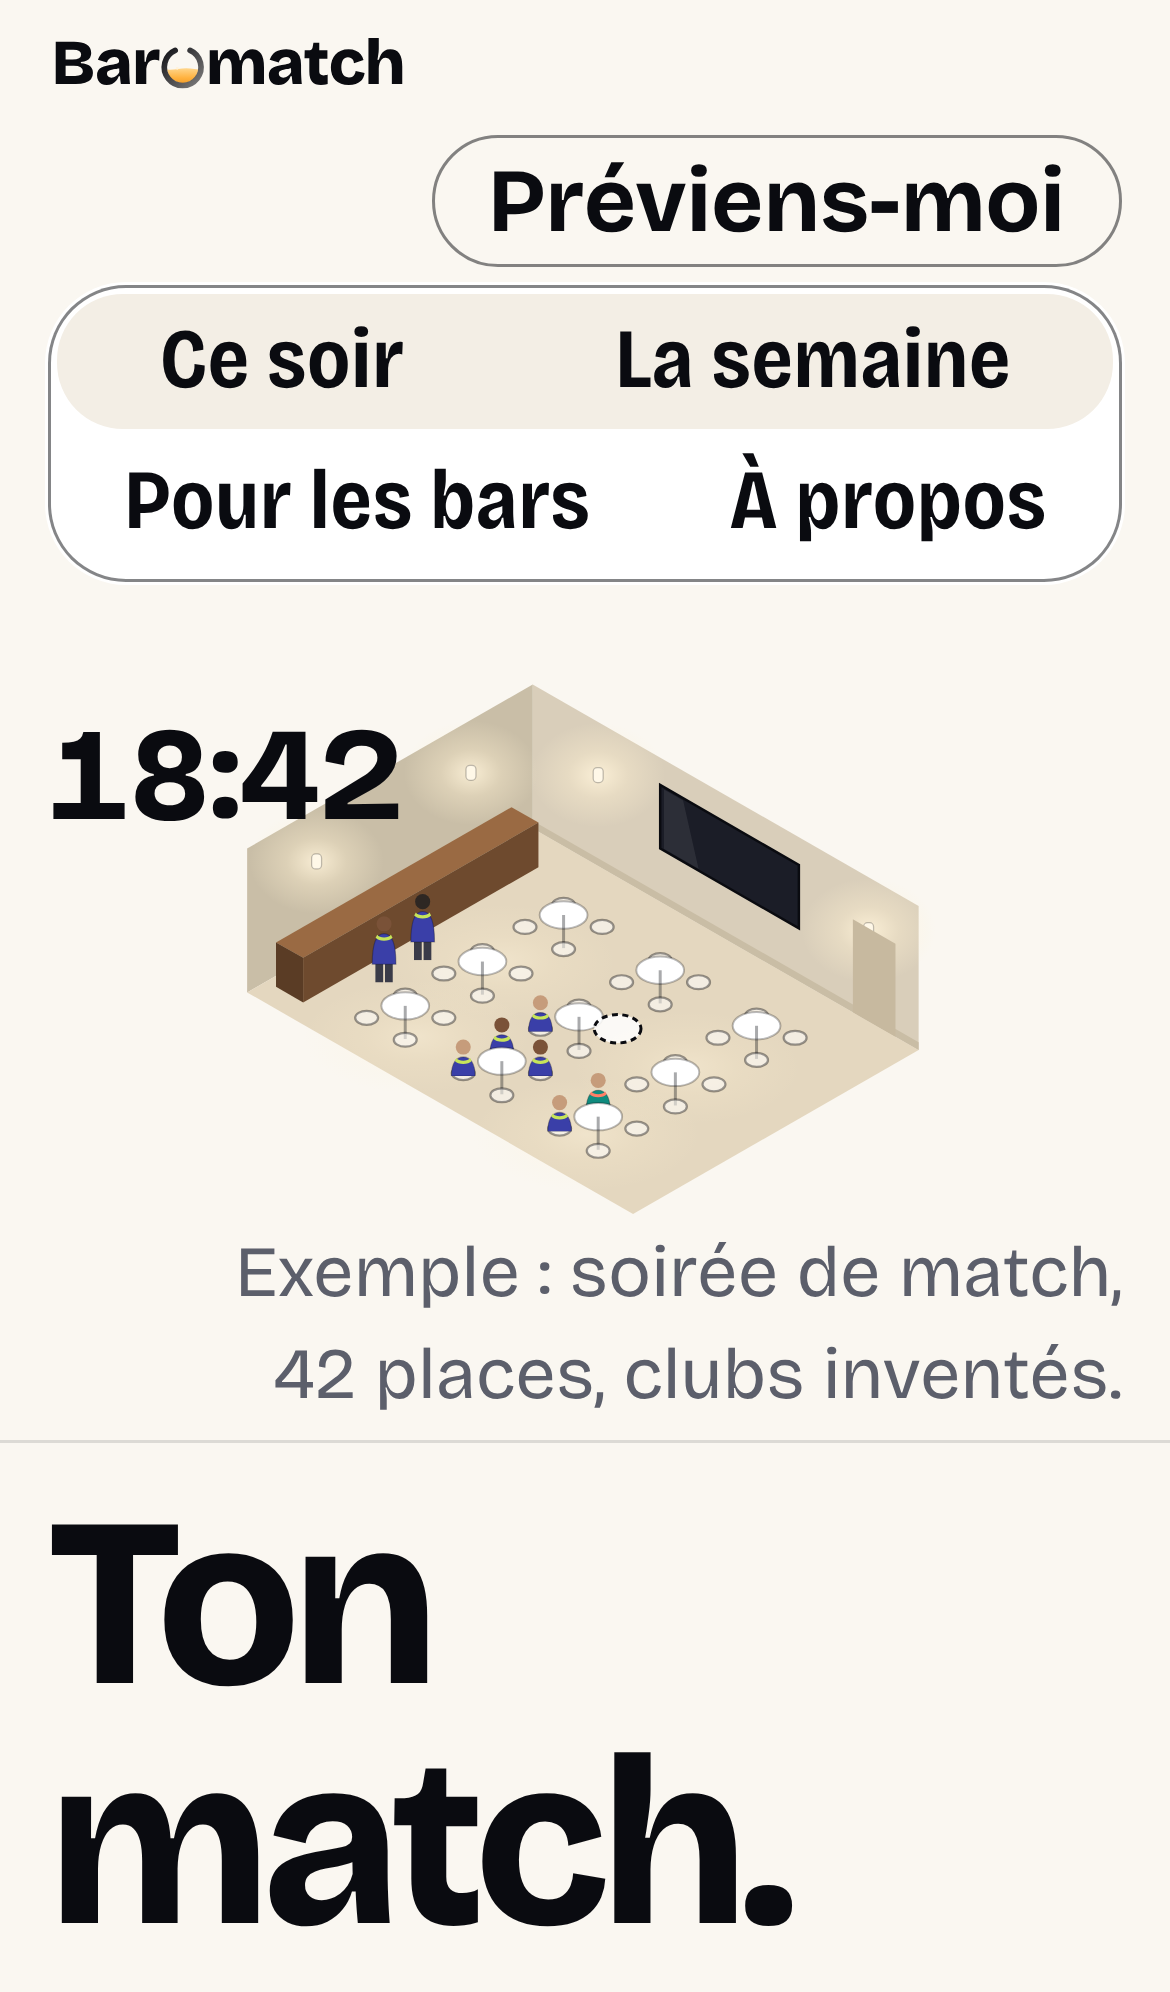 Baromatch
Préviens-moi
Ce soir La semaine
Pour les bars À propos
18:42
Exemple : soirée de match,
42 places, clubs inventés.
Ton
match.